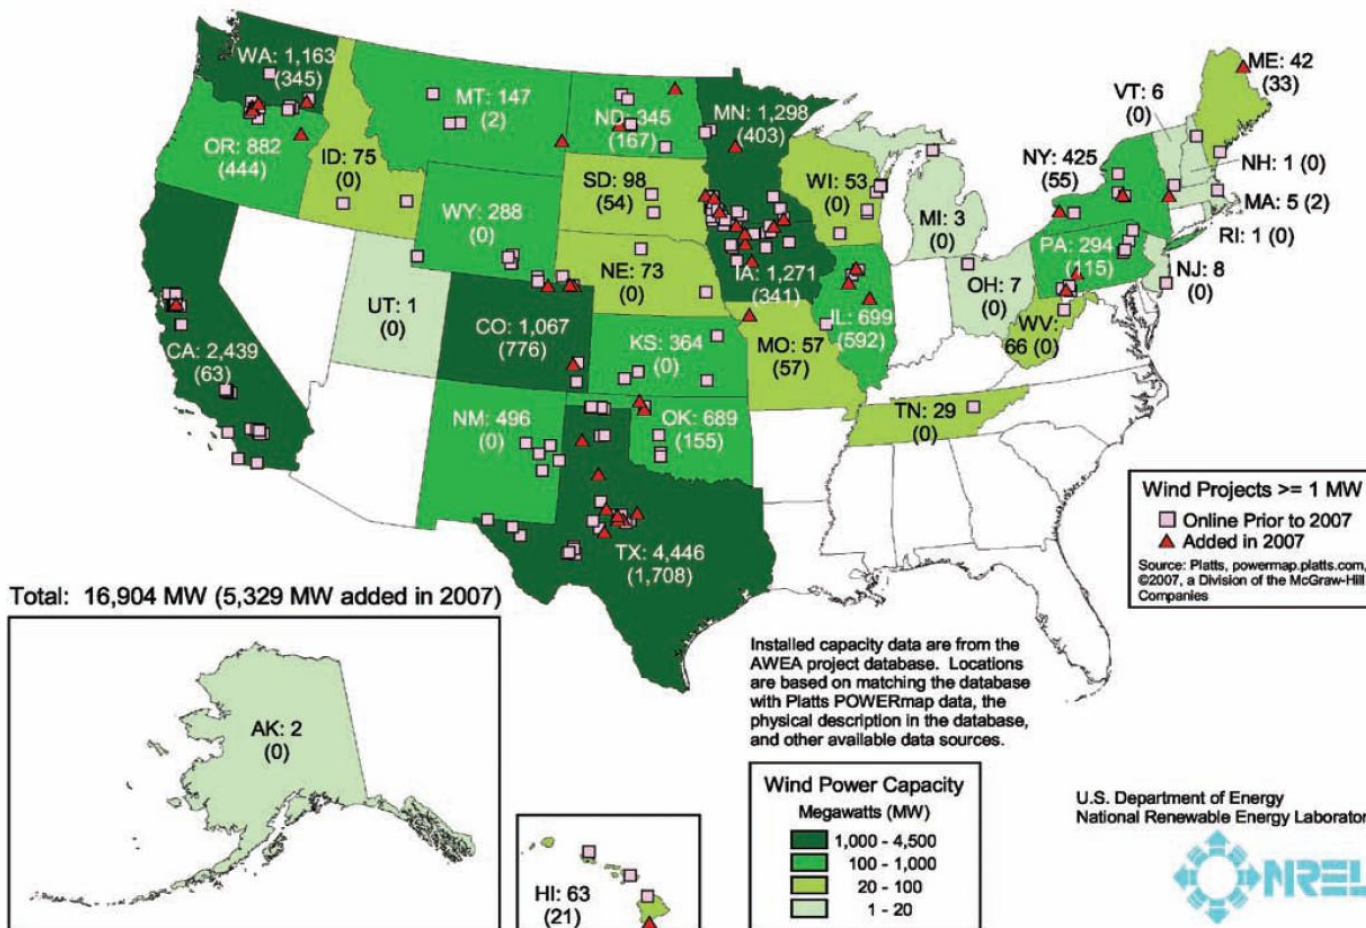 WA: 1,163
(345)
MT: 147
(2)
ND: 345
(167)
MN: 1,298
(403)
ME: 42
(33)
VT: 6
(0)
OR: 882
(444)
ID: 75
(0)
SD: 98
(54)
WI: 53
(0)
NY: 425
(55)
NH: 1 (0)
MA: 5 (2)
RI: 1 (0)
WY: 288
(0)
MI: 3
(0)
PA: 294
(115)
NJ: 8
(0)
NE: 73
(0)
IA: 1,271
(341)
OH: 7
(0)
UT: 1
(0)
CO: 1,067
(776)
IL: 699
(592)
WV:
66 (0)
CA: 2,439
(63)
KS: 364
(0)
MO: 57
(57)
NM: 496
(0)
OK: 689
(155)
TN: 29
(0)
TX: 4,446
(1,708)
Wind Projects >= 1 MW
Online Prior to 2007
Added in 2007
Source: Platts, powermap.platts.com,
©2007, a Division of the McGraw-Hill
Companies
Total: 16,904 MW (5,329 MW added in 2007)
AK: 2
(0)
HI: 63
(21)
Installed capacity data are from the
AWEA project database. Locations
are based on matching the database
with Platts POWERmap data, the
physical description in the database,
and other available data sources.
Wind Power Capacity
Megawatts (MW)
1,000 - 4,500
100 - 1,000
20 - 100
1 - 20
U.S. Department of Energy
National Renewable Energy Laborator
NREL